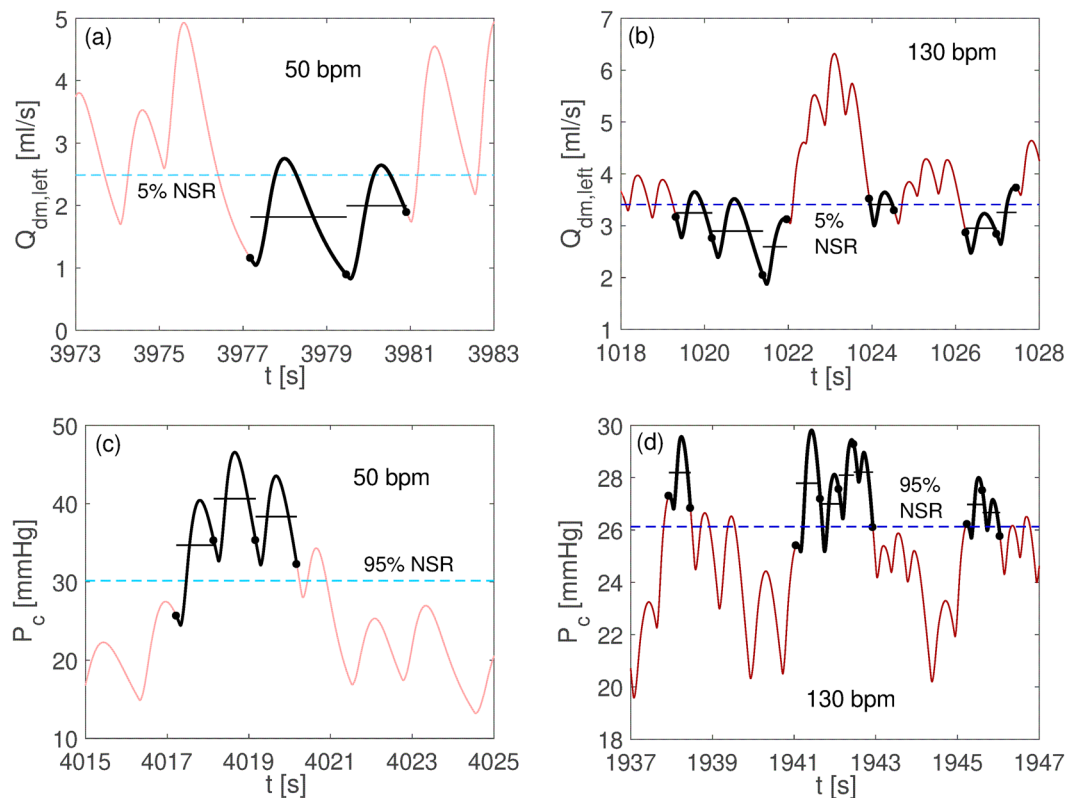 (a)
50 bpm
5% NSR
Q_dm,left [ml/s]
5
4
3
2
1
0
3973 3975 3977 3979 3981 3983
t [s]
(b)
130 bpm
5%
NSR
Q_dm,left [ml/s]
7
6
5
4
3
2
1
1018 1020 1022 1024 1026 1028
t [s]
(c)
50 bpm
95% NSR
P_c [mmHg]
50
40
30
20
10
4015 4017 4019 4021 4023 4025
t [s]
(d)
95%
NSR
130 bpm
P_c [mmHg]
30
28
26
24
22
20
18
1937 1939 1941 1943 1945 1947
t [s]